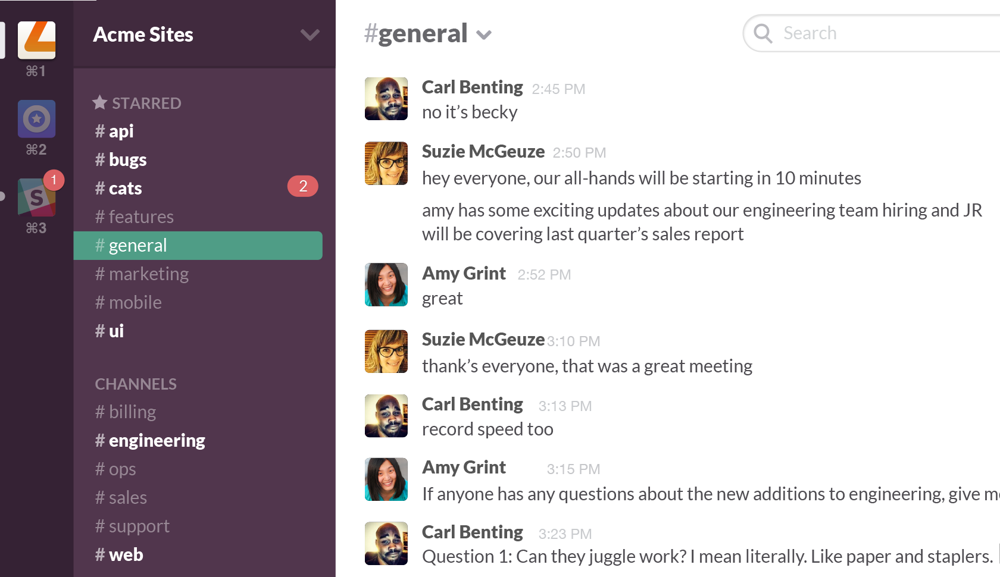 ⌘1
⌘2
1
S
⌘3
Acme Sites
STARRED
# api
# bugs
# cats 2
# features
# general
# marketing
# mobile
# ui
CHANNELS
# billing
# engineering
# ops
# sales
# support
# web
#general
Search
Carl Benting 2:45 PM
no it’s becky
Suzie McGeuze 2:50 PM
hey everyone, our all-hands will be starting in 10 minutes
amy has some exciting updates about our engineering team hiring and JR
will be covering last quarter’s sales report
Amy Grint 2:52 PM
great
Suzie McGeuze 3:10 PM
thank’s everyone, that was a great meeting
Carl Benting 3:13 PM
record speed too
Amy Grint 3:15 PM
If anyone has any questions about the new additions to engineering, give
Carl Benting 3:23 PM
Question 1: Can they juggle work? I mean literally. Like paper and staplers.